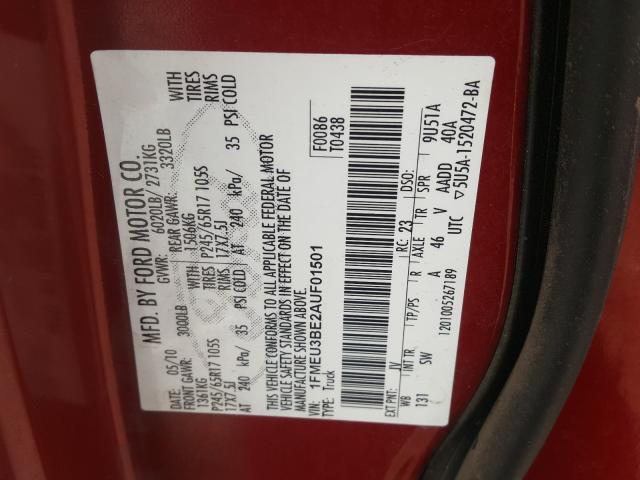 MFD. BY FORD MOTOR CO.
DATE: 05/10 GVWR: 6020LB/ 2731KG
FRONT GAWR: 3000LB REAR GAWR: 3320LB
1361KG WITH 1506KG WITH
P245/65R17 105S TIRES P245/65R17 105S TIRES
17X7.5J RIMS 17X7.5J RIMS
AT 240 kPa/ 35 PSI COLD AT 240 kPa/ 35 PSI COLD
THIS VEHICLE CONFORMS TO ALL APPLICABLE FEDERAL MOTOR
VEHICLE SAFETY STANDARDS IN EFFECT ON THE DATE OF
MANUFACTURE SHOWN ABOVE.
VIN: 1FMEU3BE2AUF01501 F0086
TYPE: Truck T0438
EXT PNT: JV RC: 23 DSO:
WB INT TR TP/PS R AXLE TR SPR 9U51A
131 SW A 46 V AADD 40A
1201005267189 UTC ▽5U5A-1520472-BA